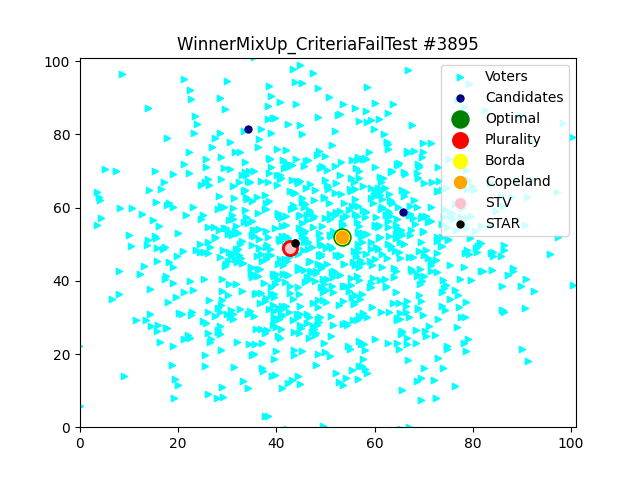 WinnerMixUp_CriteriaFailTest #3895
100
80
60
40
20
0
0
20
40
60
80
100
Voters
Candidates
Optimal
Plurality
Borda
Copeland
STV
STAR